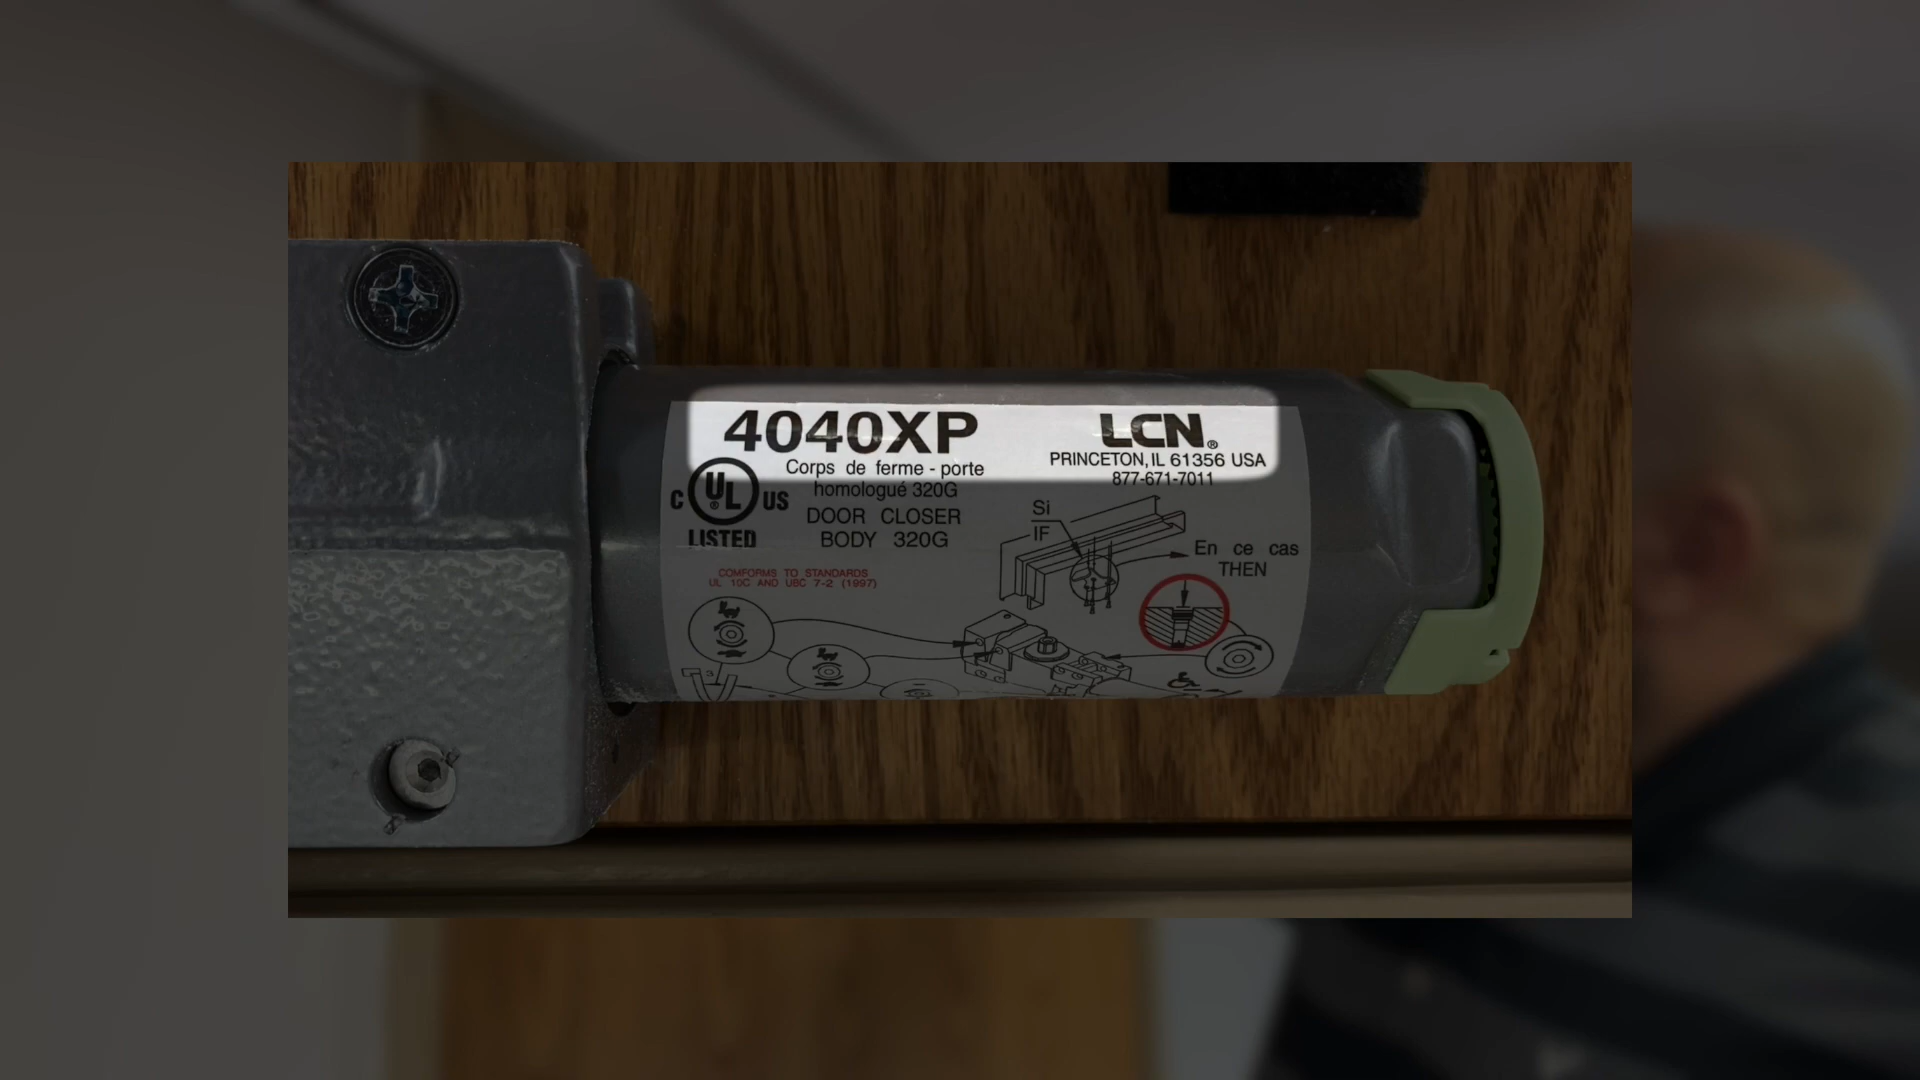 4040XP
LCN®
Corps de ferme - porte
homologué 320G
PRINCETON, IL 61356 USA
877-671-7011
C UL® US
LISTED
DOOR CLOSER
BODY 320G
COMFORMS TO STANDARDS
UL 10C AND UBC 7-2 (1997)
Si
IF
En ce cas
THEN
3